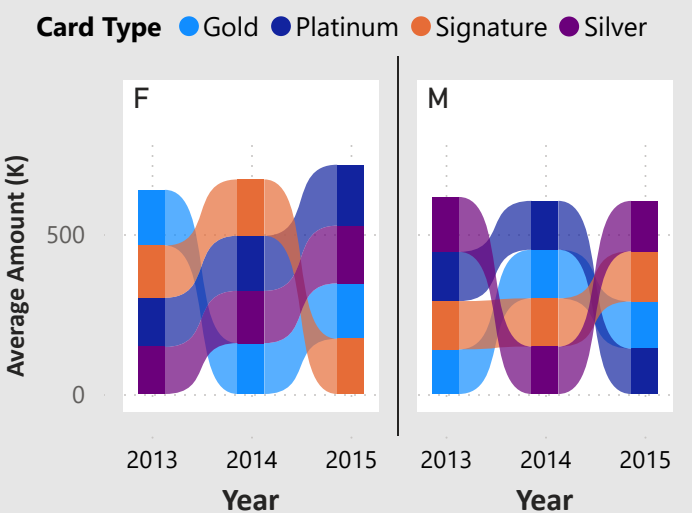 Card Type Gold Platinum Signature Silver
F
M
Average Amount (K)
500
0
2013 2014 2015
2013 2014 2015
Year
Year